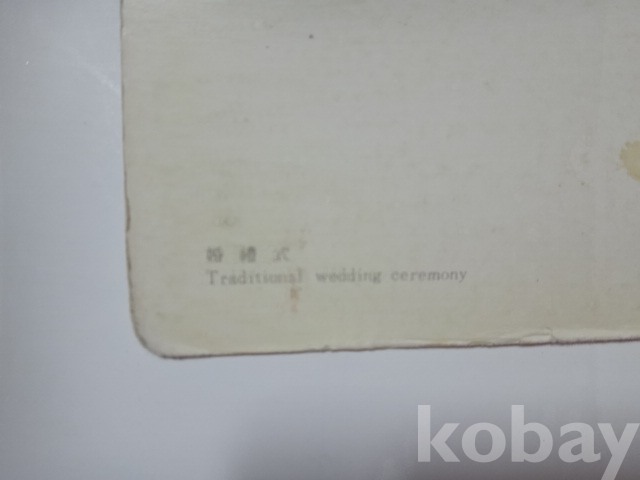 婚禮式
Traditional wedding ceremony
kobay